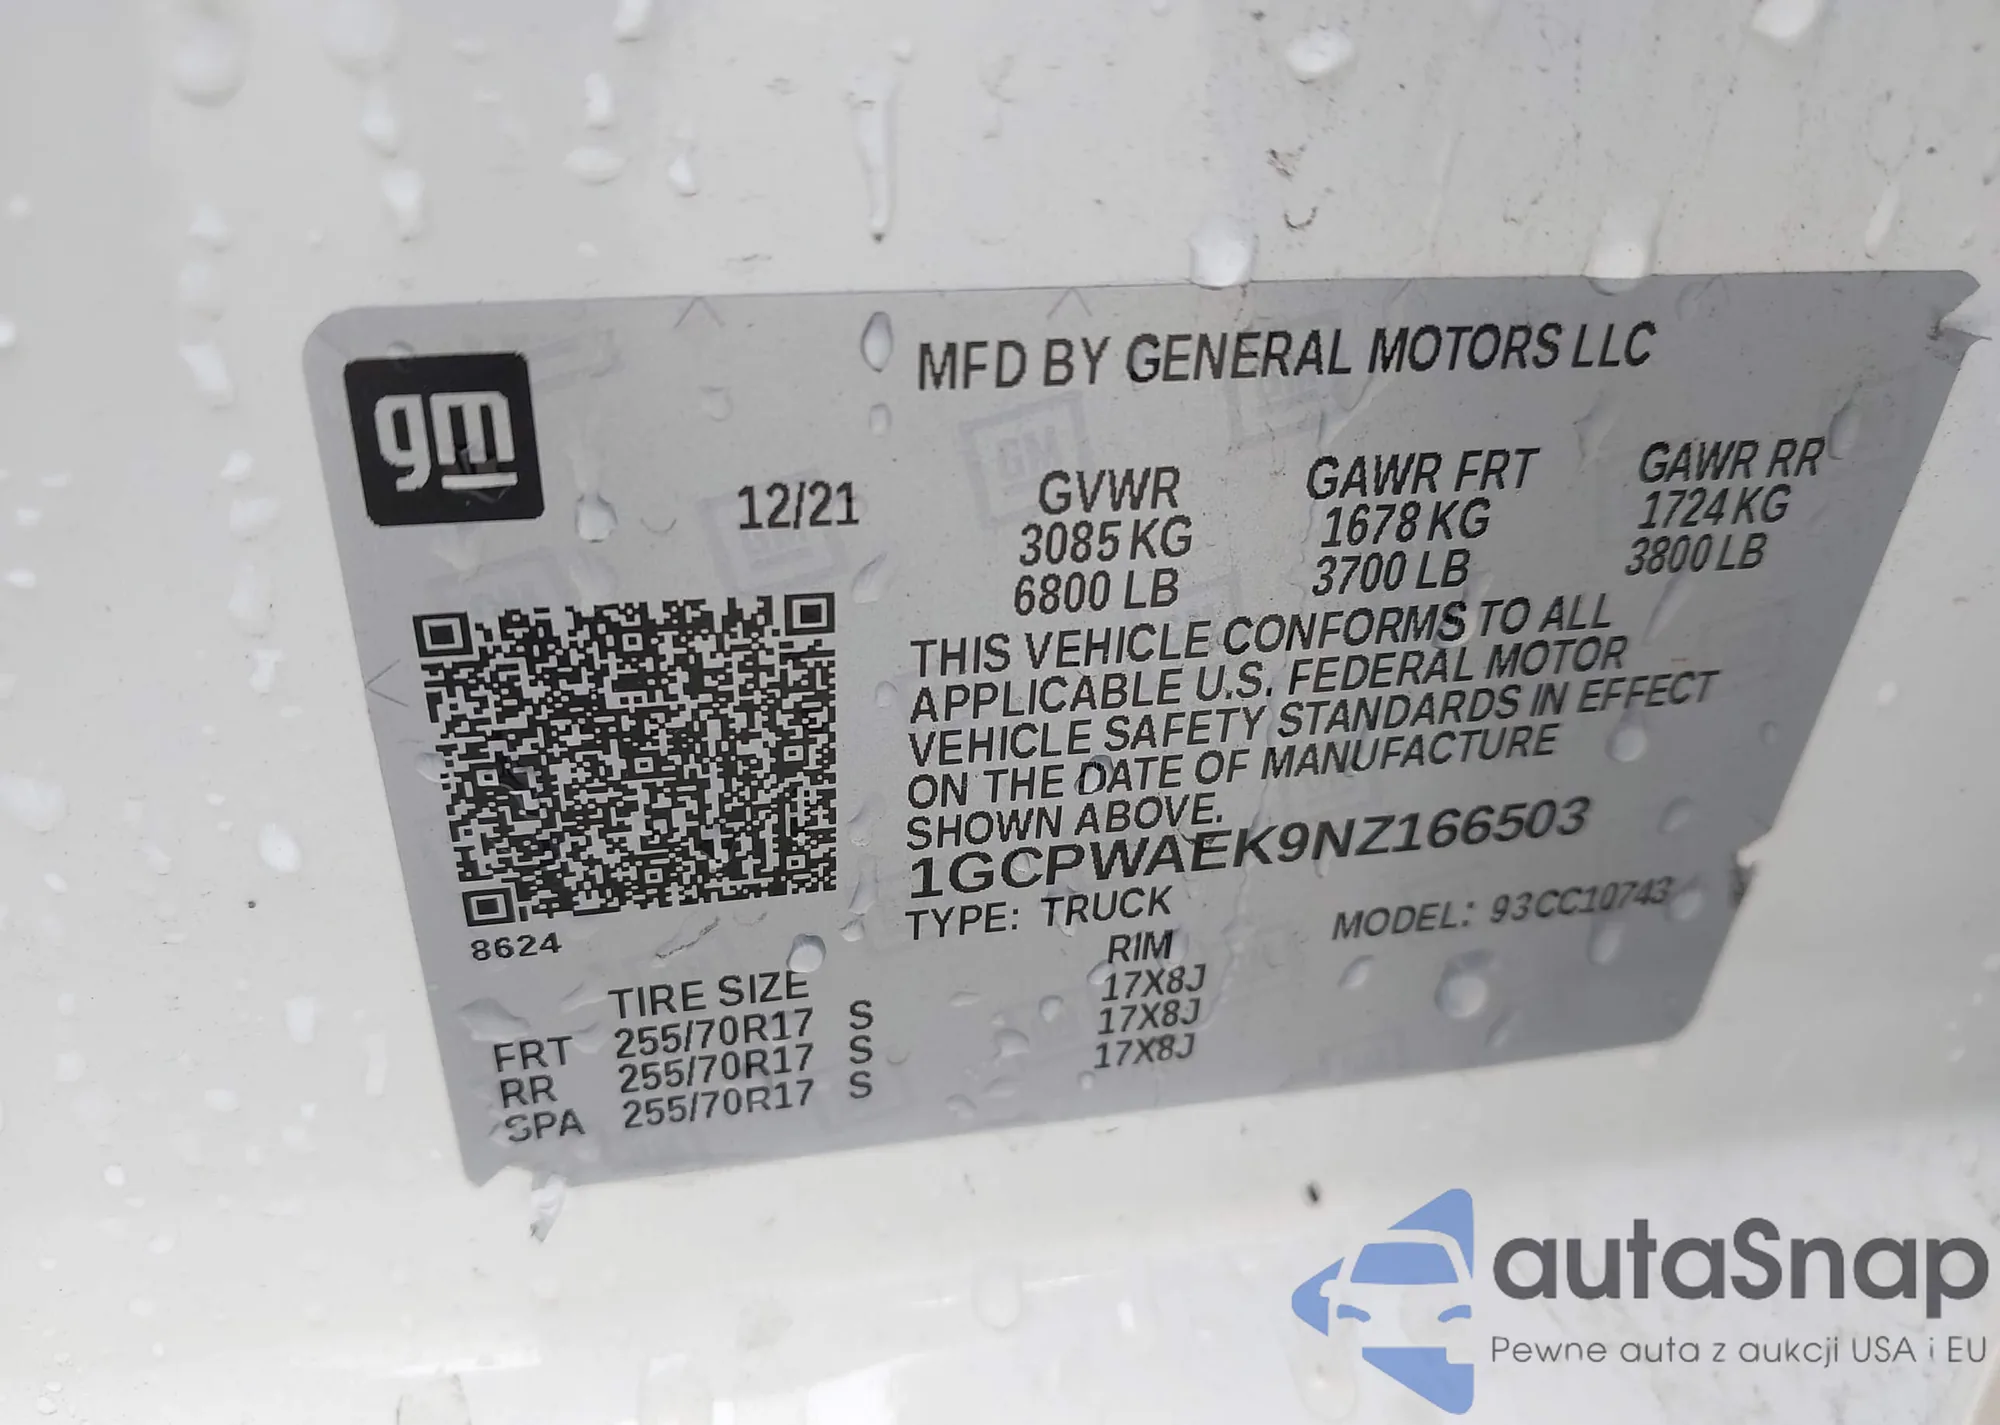 gm
MFD BY GENERAL MOTORS LLC
12/21
GVWR
3085 KG
6800 LB
GAWR FRT
1678 KG
3700 LB
GAWR RR
1724 KG
3800 LB
THIS VEHICLE CONFORMS TO ALL
APPLICABLE U.S. FEDERAL MOTOR
VEHICLE SAFETY STANDARDS IN EFFECT
ON THE DATE OF MANUFACTURE
SHOWN ABOVE.
1GCPWAEK9NZ166503
TYPE: TRUCK
MODEL: 93CC10743
8624
TIRE SIZE RIM
FRT 255/70R17 S 17X8J
RR 255/70R17 S 17X8J
SPA 255/70R17 S 17X8J
GM
autaSnap
Pewne auta z aukcji USA i EU